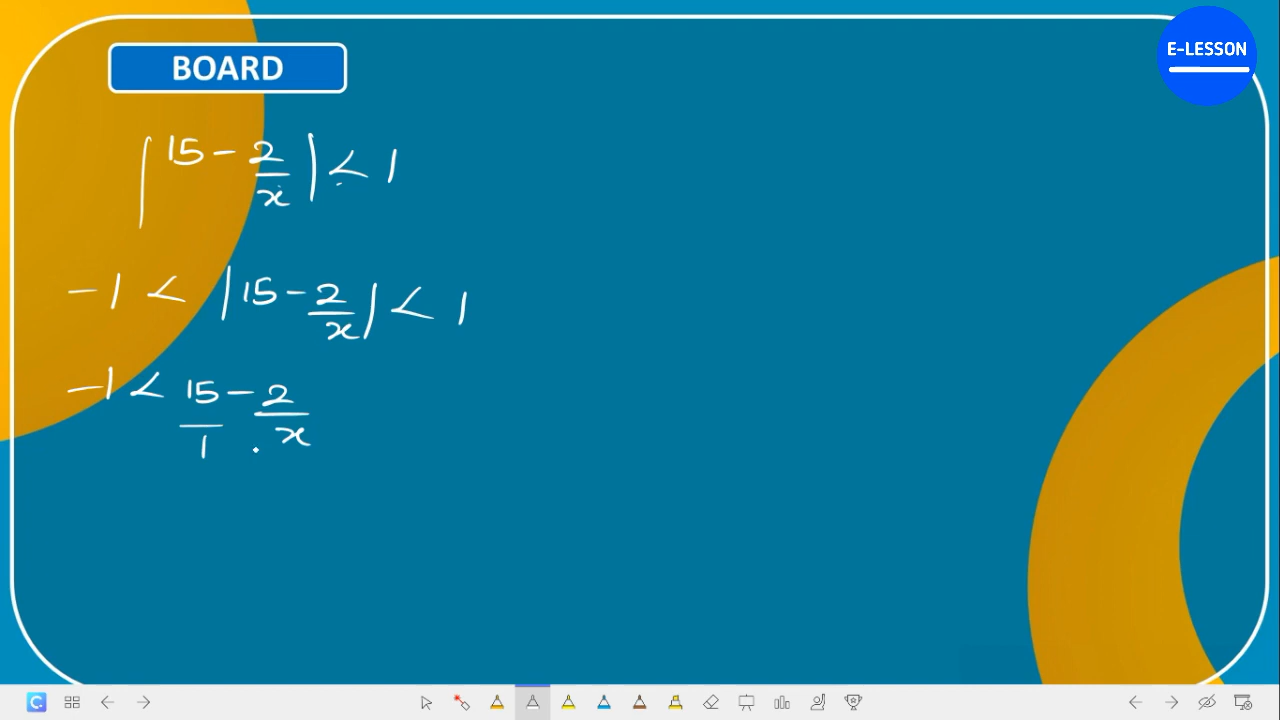 BOARD
E-LESSON
|15 - 2/x| < 1
-1 < |15 - 2/x| < 1
-1 < 15/1 - 2/x